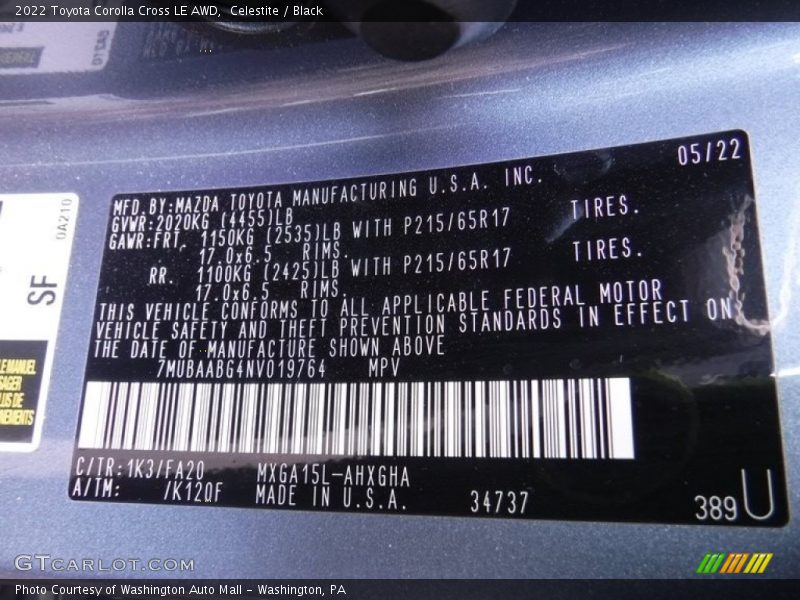 2022 Toyota Corolla Cross LE AWD,  Celestite / Black
05/22
0A210
SF
MFD.BY:MAZDA TOYOTA MANUFACTURING U.S.A. INC.
GVWR:2020KG (4455)LB
GAWR:FRT. 1150KG (2535)LB WITH P215/65R17 TIRES.
17.0x6.5 RIMS.
RR. 1100KG (2425)LB WITH P215/65R17 TIRES.
17.0x6.5 RIMS.
THIS VEHICLE CONFORMS TO ALL APPLICABLE FEDERAL MOTOR
VEHICLE SAFETY AND THEFT PREVENTION STANDARDS IN EFFECT ON
THE DATE OF MANUFACTURE SHOWN ABOVE
7MUBAABG4NV019764 MPV
C/TR:1K3/FA20 MXGA15L-AHXGHA
A/TM: /K120F MADE IN U.S.A. 34737 389U
GTCARLOT.COM
Photo Courtesy of Washington Auto Mall - Washington, PA